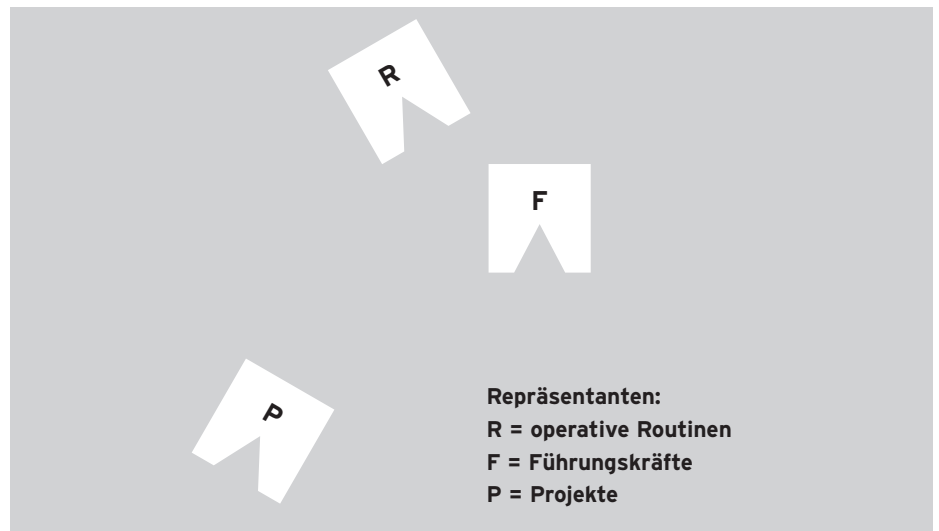 R
F
P
Repräsentanten:
R = operative Routinen
F = Führungskräfte
P = Projekte